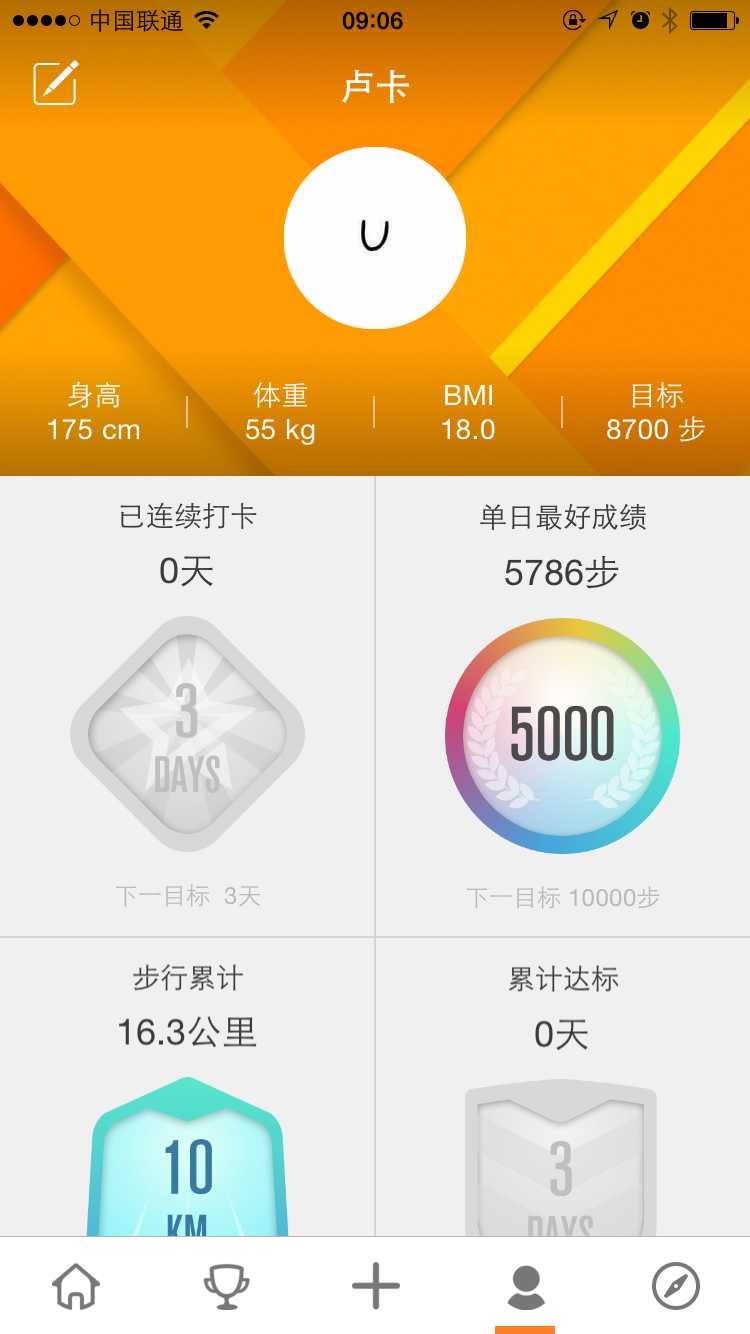 中国联通
09:06
卢卡
身高
175 cm
体重
55 kg
BMI
18.0
目标
8700 步
已连续打卡
0天
3
DAYS
下一目标 3天
单日最好成绩
5786步
5000
下一目标 10000步
步行累计
16.3公里
10
KM
累计达标
0天
3
DAYS